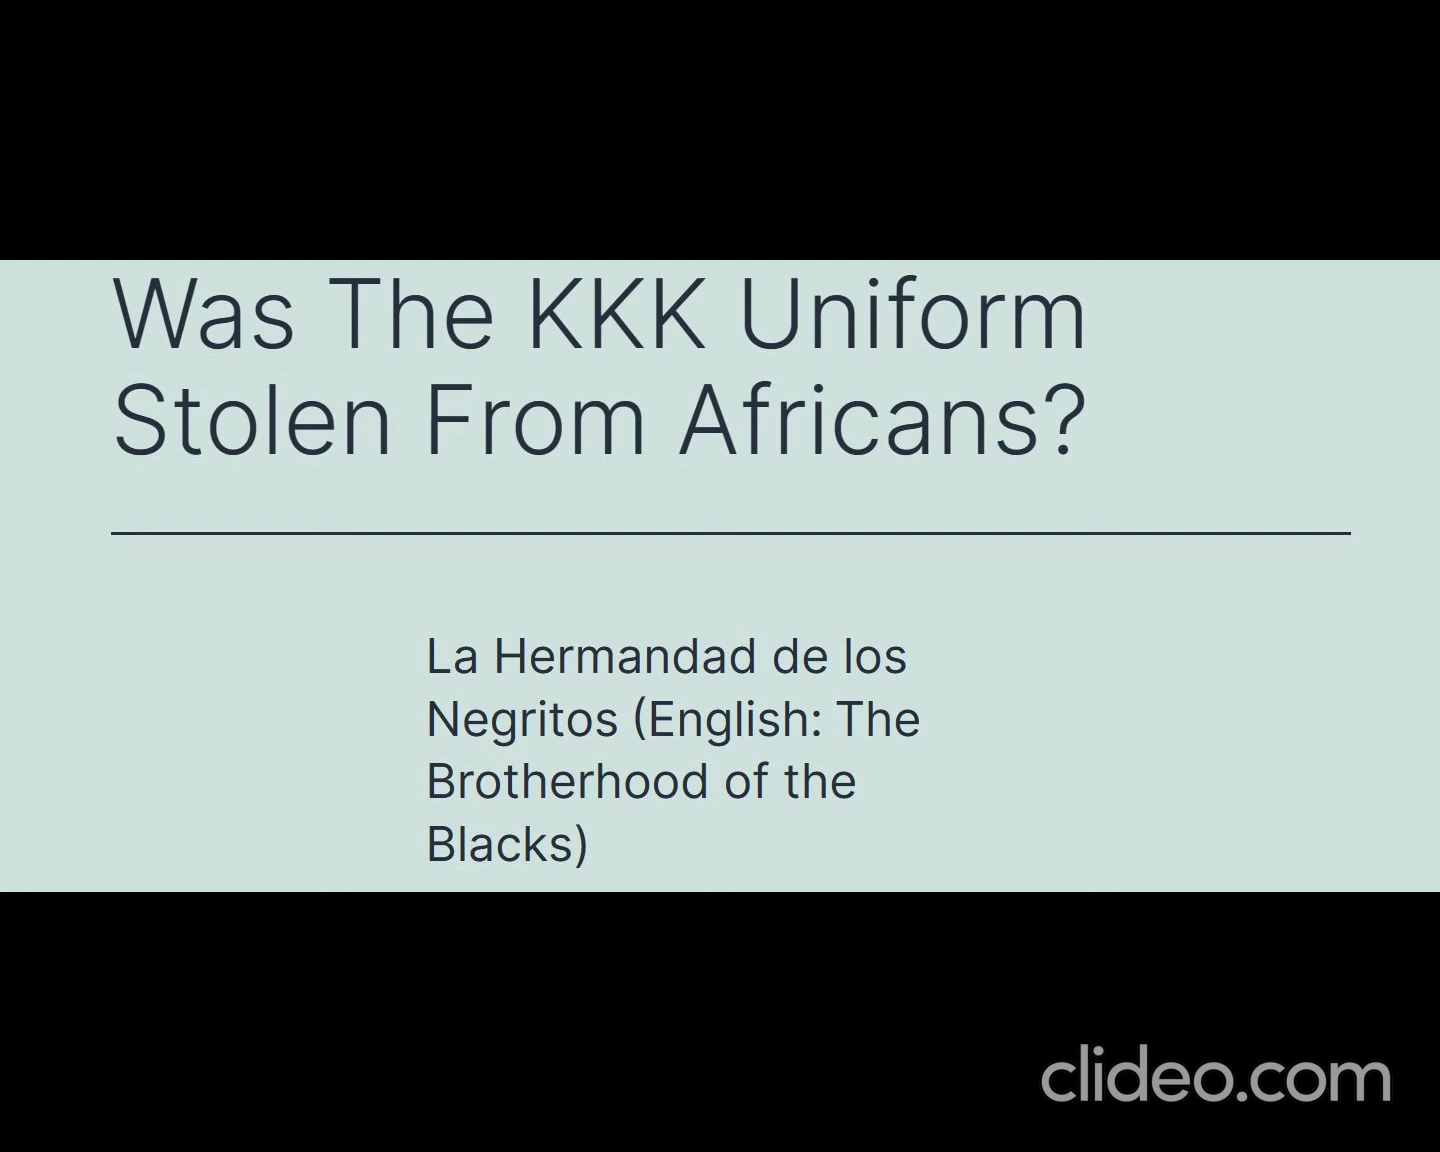 Was The KKK Uniform
Stolen From Africans?
La Hermandad de los
Negritos (English: The
Brotherhood of the
Blacks)
clideo.com